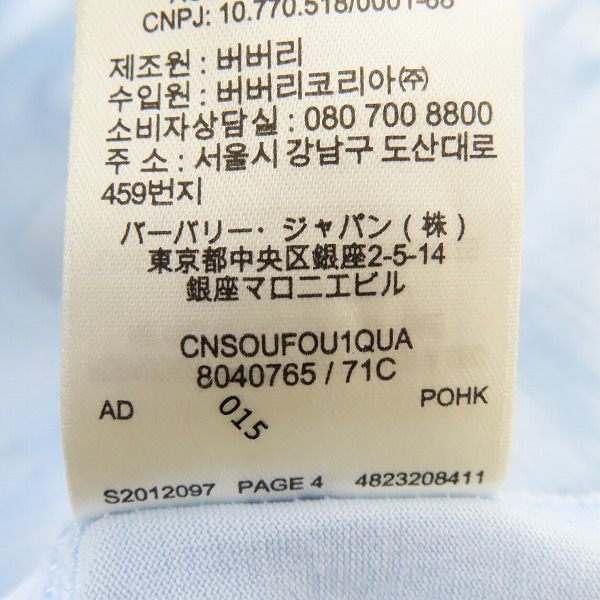 CNPJ: 10.770.518/0001-68
제조원 : 버버리
수입원 : 버버리코리아㈜
소비자상담실 : 080 700 8800
주 소 : 서울시 강남구 도산대로
459번지
バーバリー・ジャパン ( 株 )
東京都中央区銀座2-5-14
銀座マロニエビル
CNSOUFOU1QUA
8040765 / 71C
AD 015 POHK
S2012097 PAGE 4 4823208411